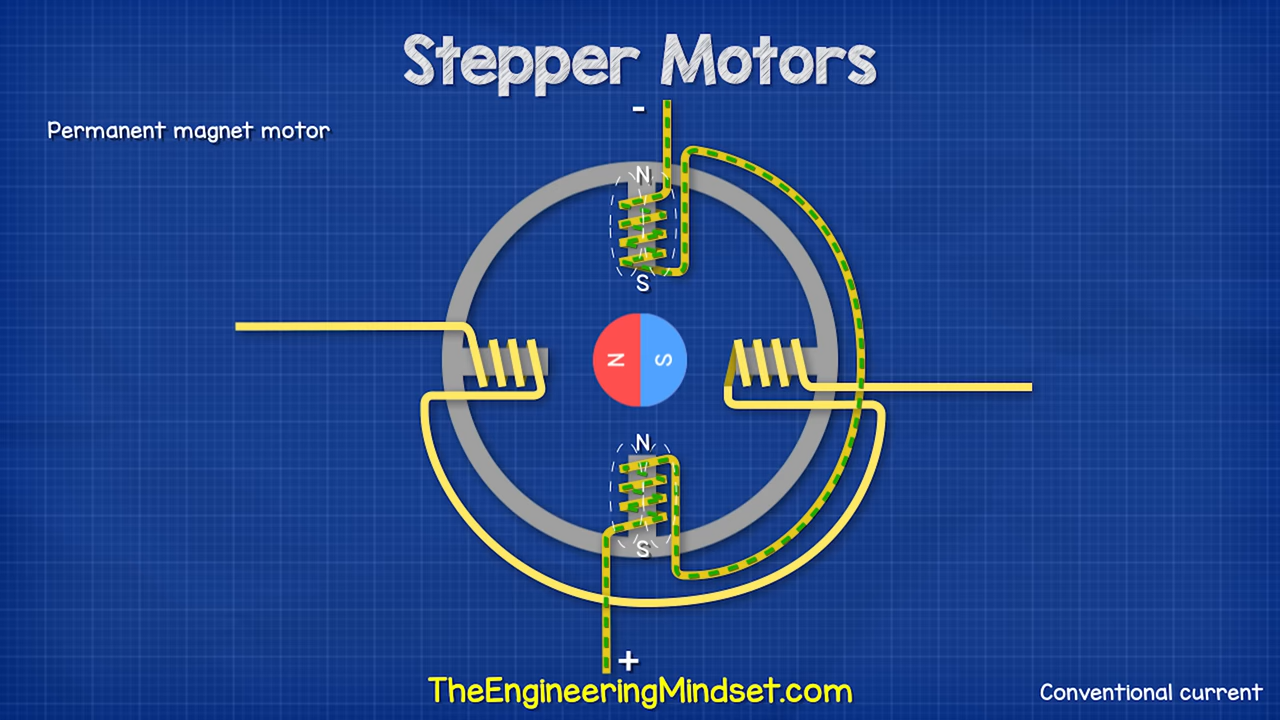 Stepper Motors
-
Permanent magnet motor
N
S
N S
N
S
+
TheEngineeringMindset.com
Conventional current